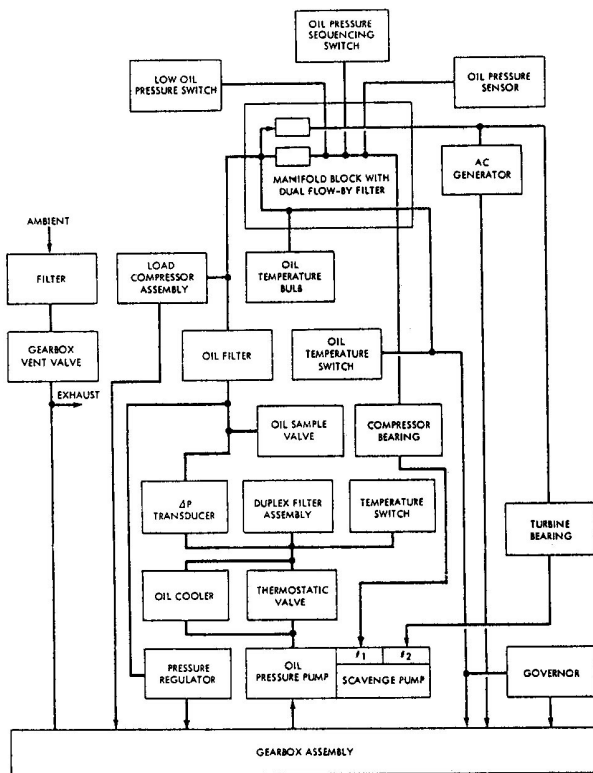 OIL PRESSURE
SEQUENCING
SWITCH
LOW OIL
PRESSURE SWITCH
OIL PRESSURE
SENSOR
AC
GENERATOR
MANIFOLD BLOCK WITH
DUAL FLOW-BY FILTER
AMBIENT
FILTER
LOAD
COMPRESSOR
ASSEMBLY
OIL
TEMPERATURE
BULB
GEARBOX
VENT VALVE
OIL FILTER
OIL
TEMPERATURE
SWITCH
EXHAUST
OIL SAMPLE
VALVE
COMPRESSOR
BEARING
ΔP
TRANSDUCER
DUPLEX FILTER
ASSEMBLY
TEMPERATURE
SWITCH
TURBINE
BEARING
OIL COOLER
THERMOSTATIC
VALVE
PRESSURE
REGULATOR
OIL
PRESSURE PUMP
#1
#2
SCAVENGE PUMP
GOVERNOR
GEARBOX ASSEMBLY